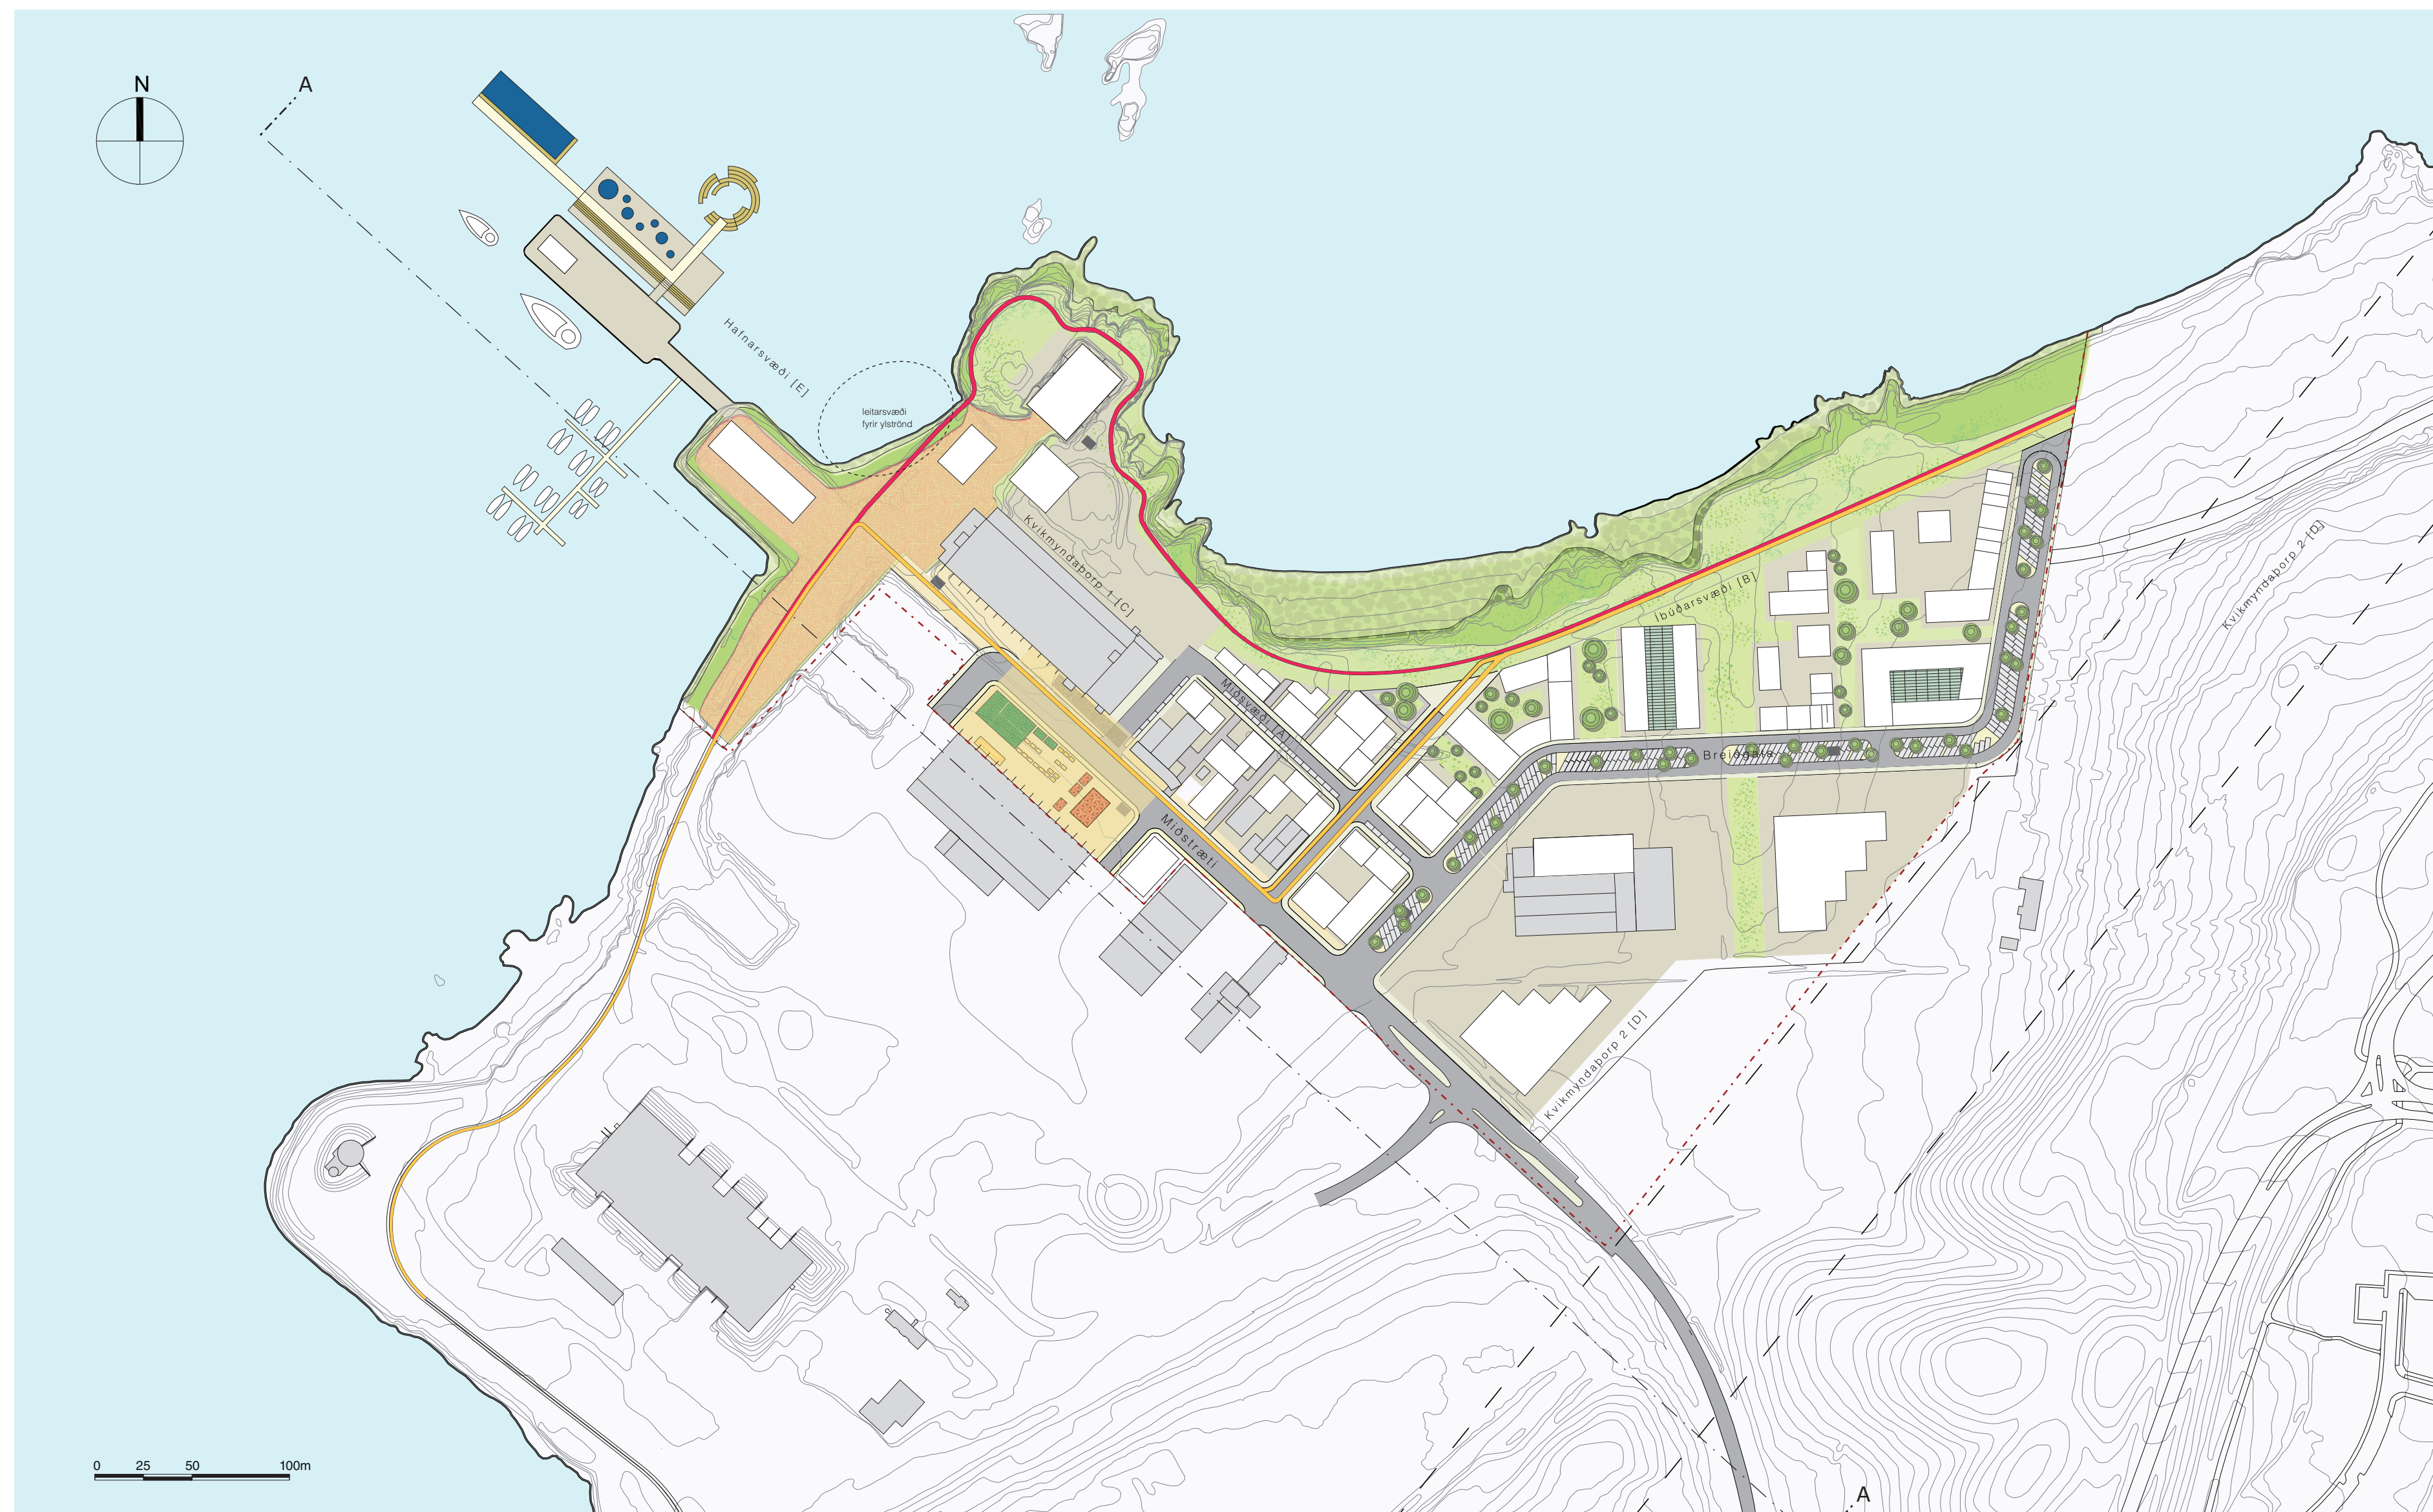 N
A
Hafnarsvæði [E]
leitarsvæði
fyrir ylströnd
Kvikmyndaþorp 1 [C]
Kvikmyndaþorp 2 [D]
Íbúðarsvæði [B]
Miðsvæði [A]
Breiðgata
Miðstræti
Kvikmyndaþorp 2 [D]
0 25 50 100m
A